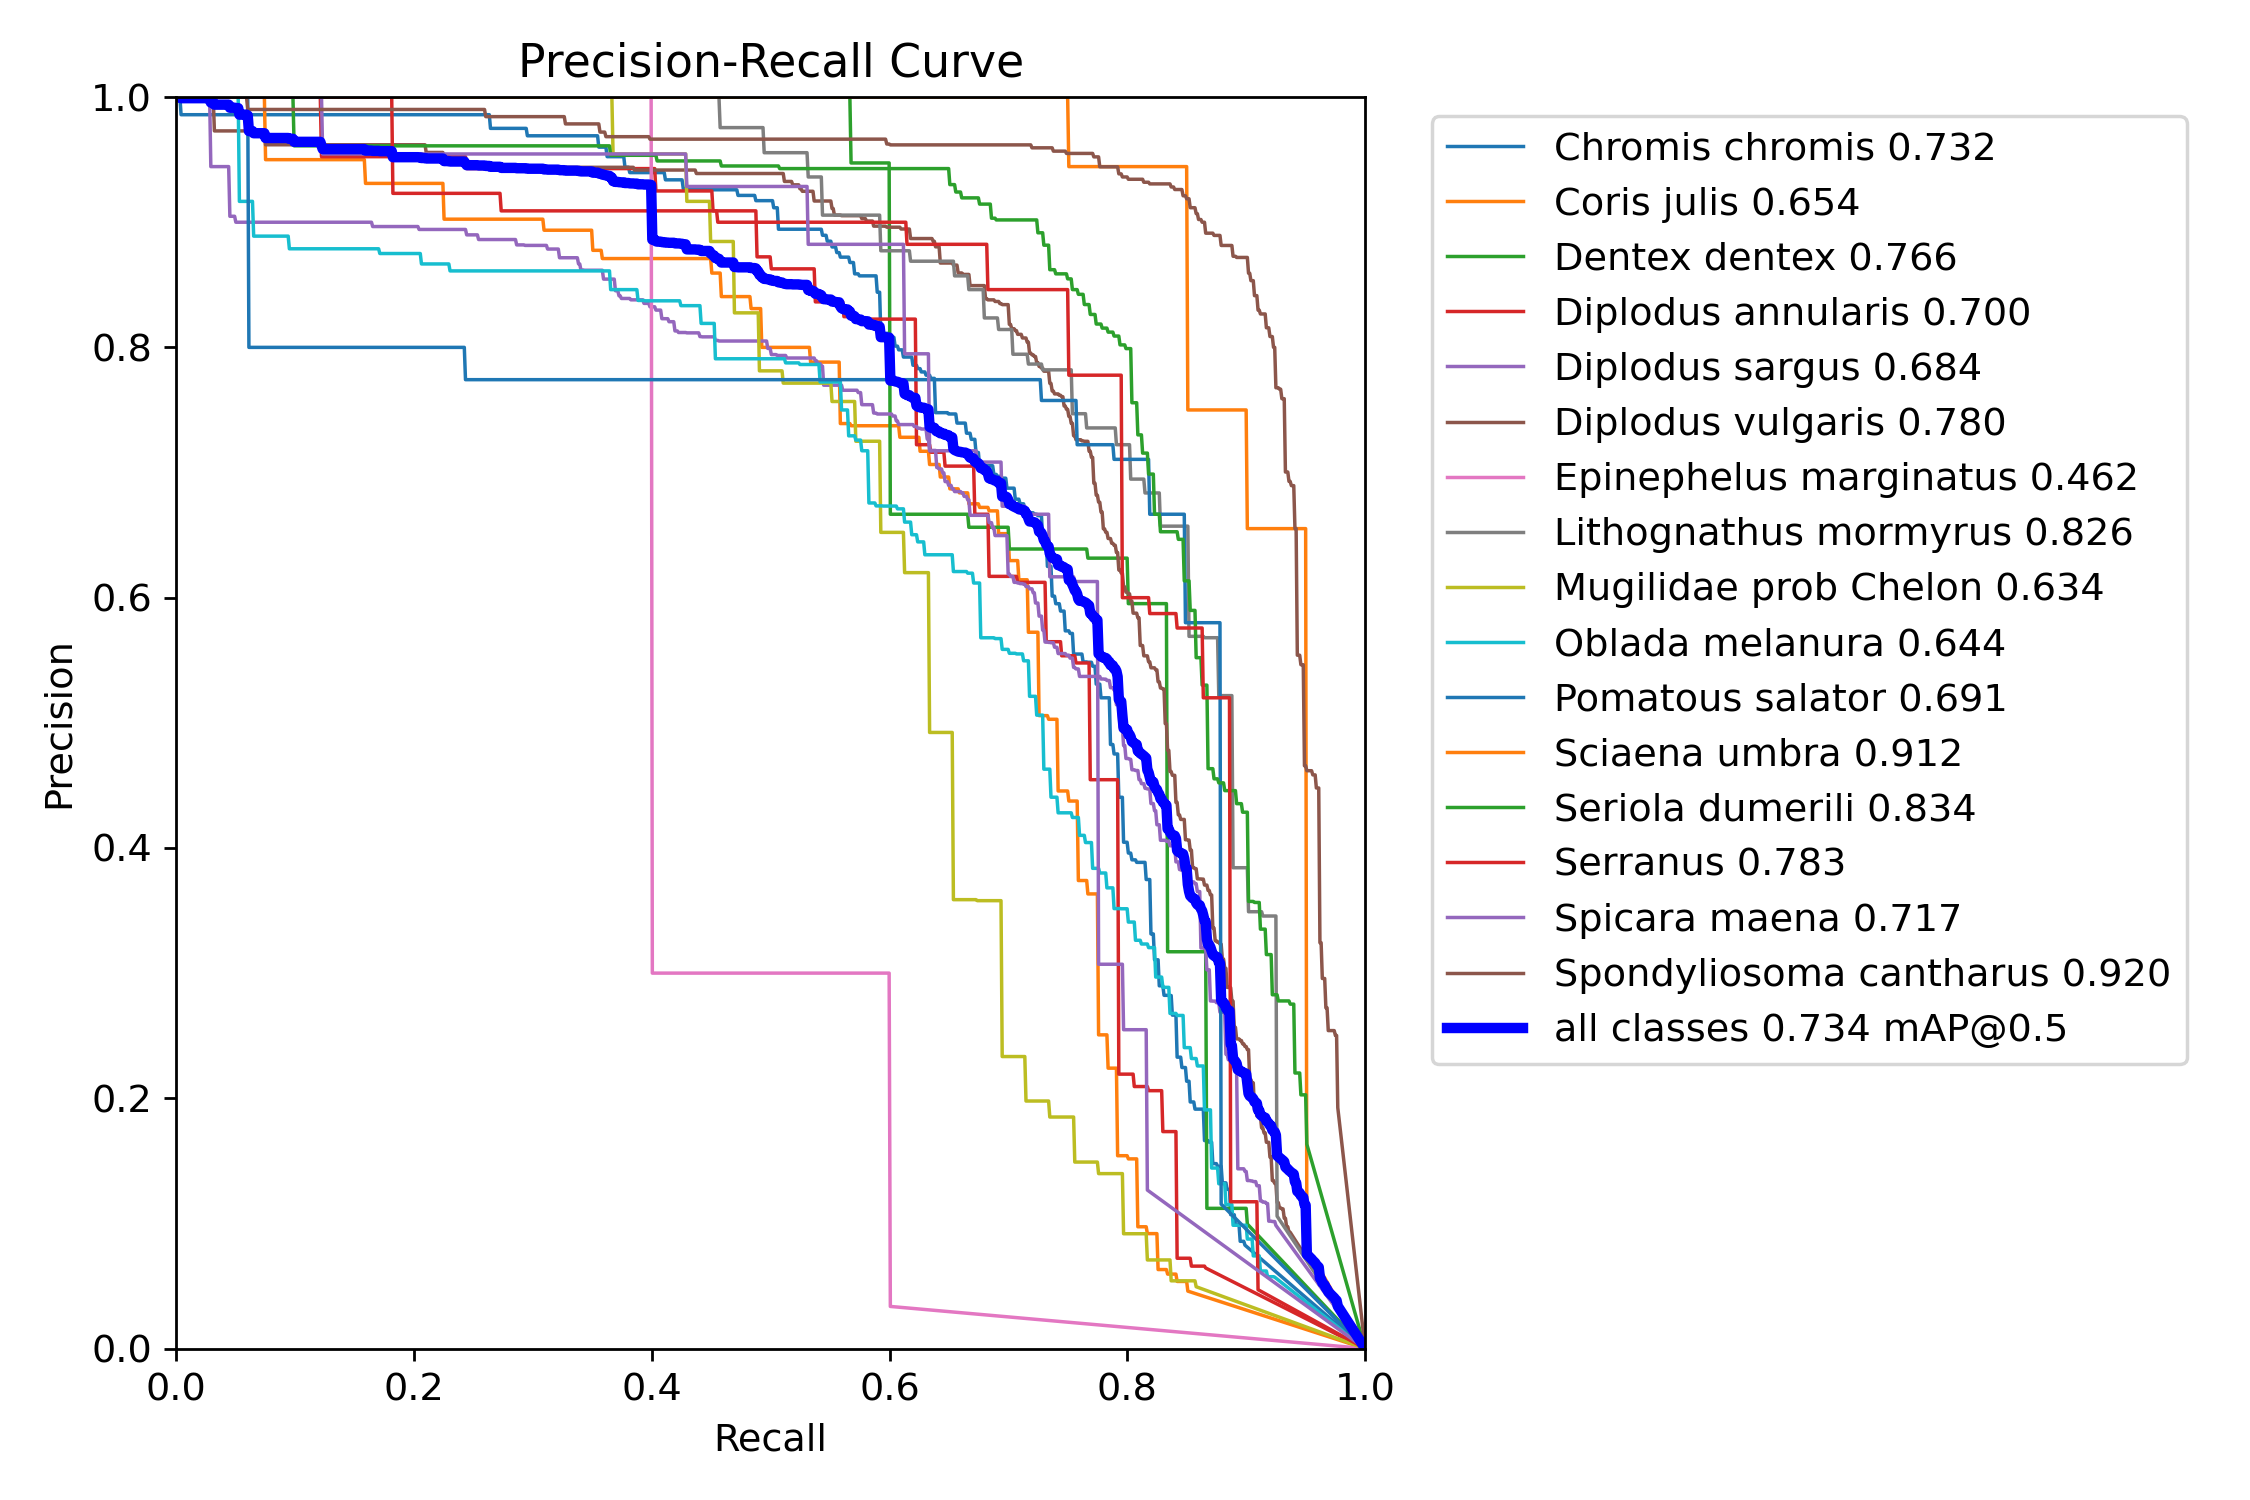 Precision-Recall Curve
1.0
0.8
0.6
0.4
0.2
0.0
Precision
0.0 0.2 0.4 0.6 0.8 1.0
Recall
Chromis chromis 0.732
Coris julis 0.654
Dentex dentex 0.766
Diplodus annularis 0.700
Diplodus sargus 0.684
Diplodus vulgaris 0.780
Epinephelus marginatus 0.462
Lithognathus mormyrus 0.826
Mugilidae prob Chelon 0.634
Oblada melanura 0.644
Pomatous salator 0.691
Sciaena umbra 0.912
Seriola dumerili 0.834
Serranus 0.783
Spicara maena 0.717
Spondyliosoma cantharus 0.920
all classes 0.734 mAP@0.5